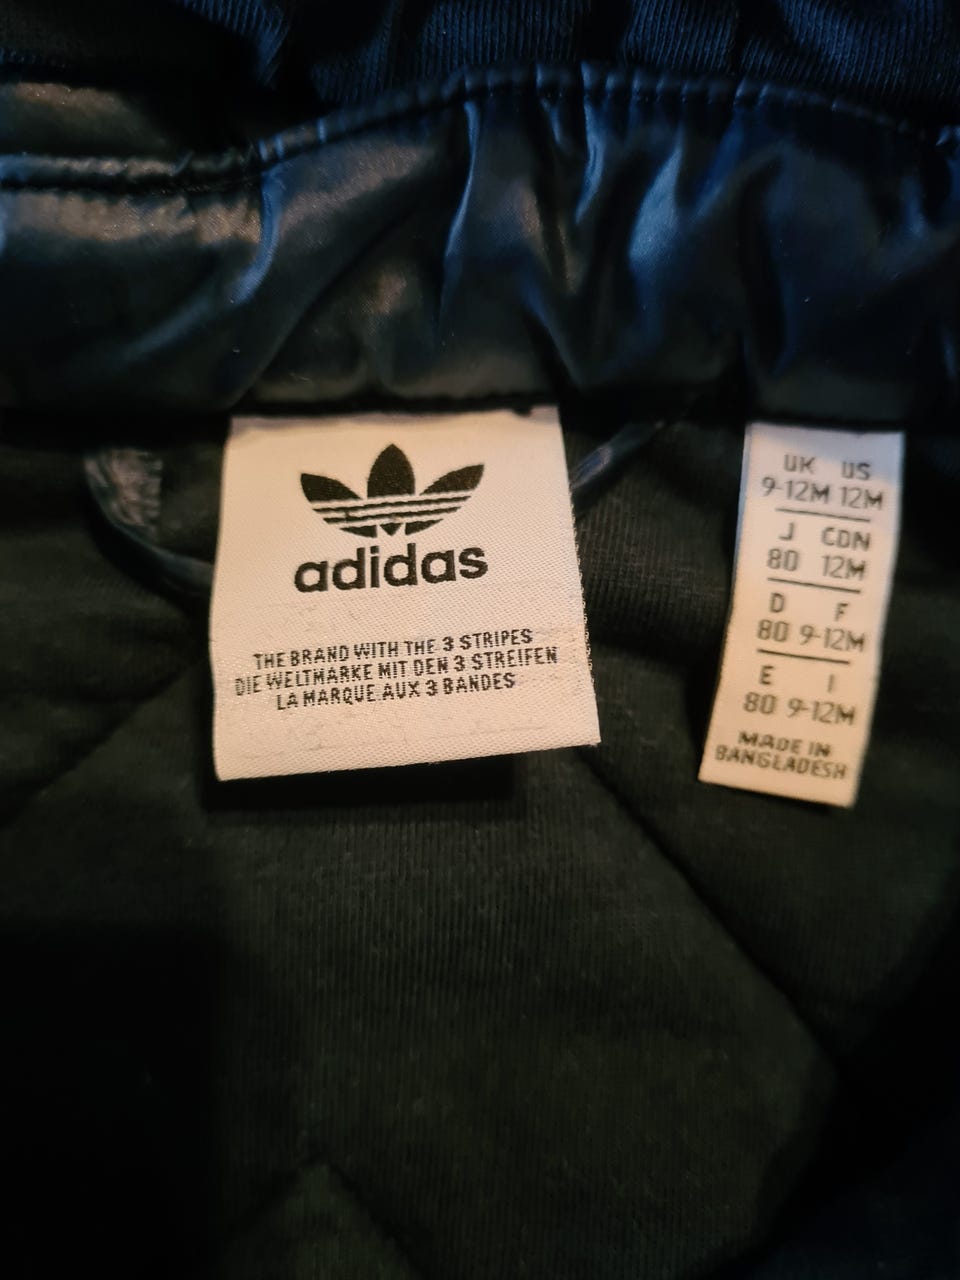 adidas
THE BRAND WITH THE 3 STRIPES
DIE WELTMARKE MIT DEN 3 STREIFEN
LA MARQUE AUX 3 BANDES
UK US
9-12M 12M
J CDN
80 12M
D F
80 9-12M
E I
80 9-12M
MADE IN
BANGLADESH